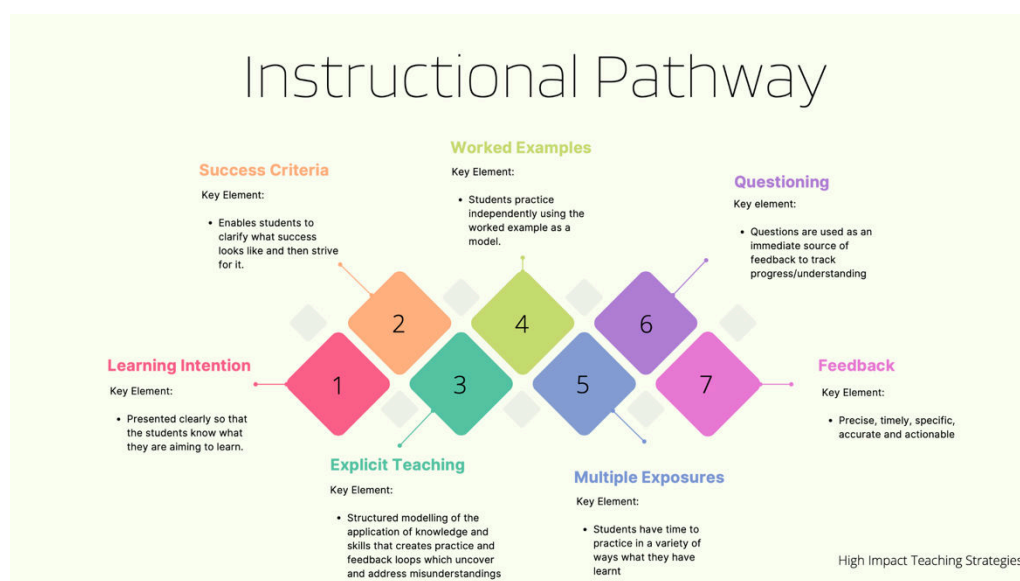 Instructional Pathway
Learning Intention
Key Element:
• Presented clearly so that
the students know what
they are aiming to learn.
1
Success Criteria
Key Element:
• Enables students to
clarify what success
looks like and then strive
for it.
2
Explicit Teaching
Key Element:
• Structured modelling of the
application of knowledge and
skills that creates practice and
feedback loops which uncover
and address misunderstandings
3
Worked Examples
Key Element:
• Students practice
independently using the
worked example as a
model.
4
Multiple Exposures
Key Element:
• Students have time to
practice in a variety of
ways what they have
learnt
5
Questioning
Key element:
• Questions are used as an
immediate source of
feedback to track
progress/understanding
6
Feedback
Key Element:
• Precise, timely, specific,
accurate and actionable
7
High Impact Teaching Strategies